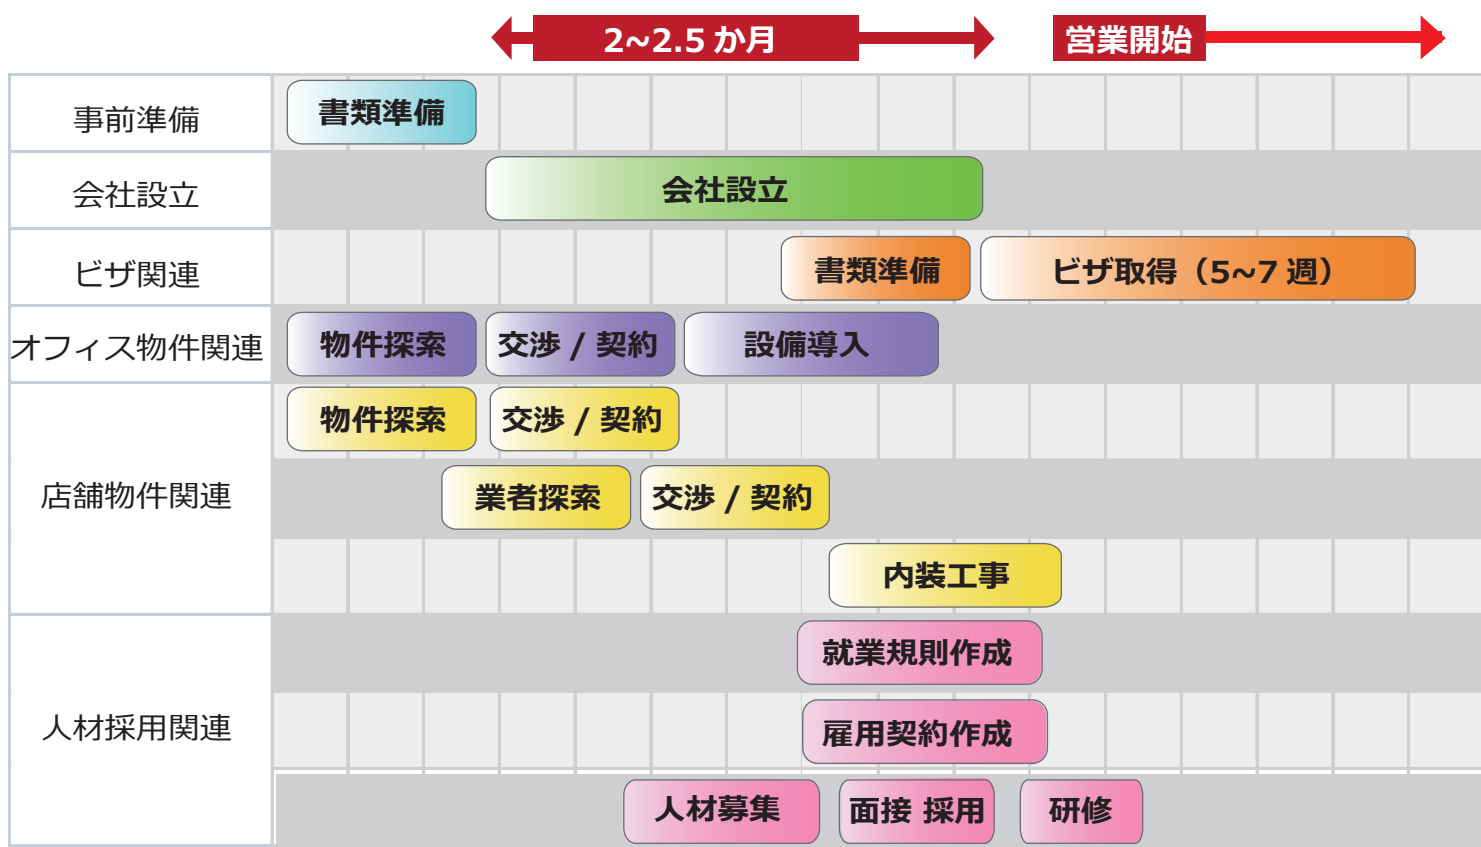 2~2.5 か月
営業開始
事前準備
書類準備
会社設立
会社設立
ビザ関連
書類準備
ビザ取得（5~7 週）
オフィス物件関連
物件探索
交渉 / 契約
設備導入
店舗物件関連
物件探索
交渉 / 契約
業者探索
交渉 / 契約
内装工事
人材採用関連
就業規則作成
雇用契約作成
人材募集
面接 採用
研修